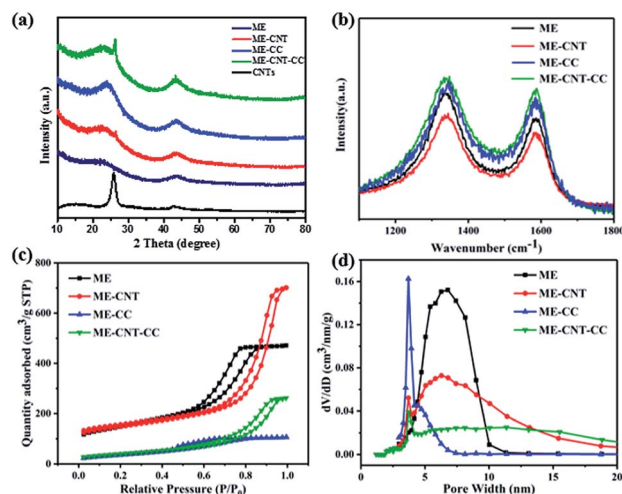 (a)
ME
ME-CNT
ME-CC
ME-CNT-CC
CNTs
Intensity (a.u.)
10 20 30 40 50 60 70 80
2 Theta (degree)
(b)
ME
ME-CNT
ME-CC
ME-CNT-CC
Intensity(a.u.)
1200 1400 1600 1800
Wavenumber (cm-1)
(c)
ME
ME-CNT
ME-CC
ME-CNT-CC
Quantity adsorbed (cm3/g STP)
800
600
400
200
0
0.0 0.2 0.4 0.6 0.8 1.0
Relative Pressure (P/P0)
(d)
ME
ME-CNT
ME-CC
ME-CNT-CC
dV/dD (cm3/nm/g)
0.16
0.12
0.08
0.04
0.00
0 5 10 15 20
Pore Width (nm)